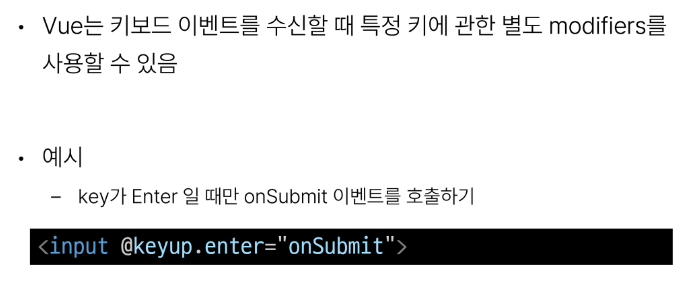 • Vue는 키보드 이벤트를 수신할 때 특정 키에 관한 별도 modifiers를
사용할 수 있음
• 예시
– key가 Enter 일 때만 onSubmit 이벤트를 호출하기
<input @keyup.enter="onSubmit">